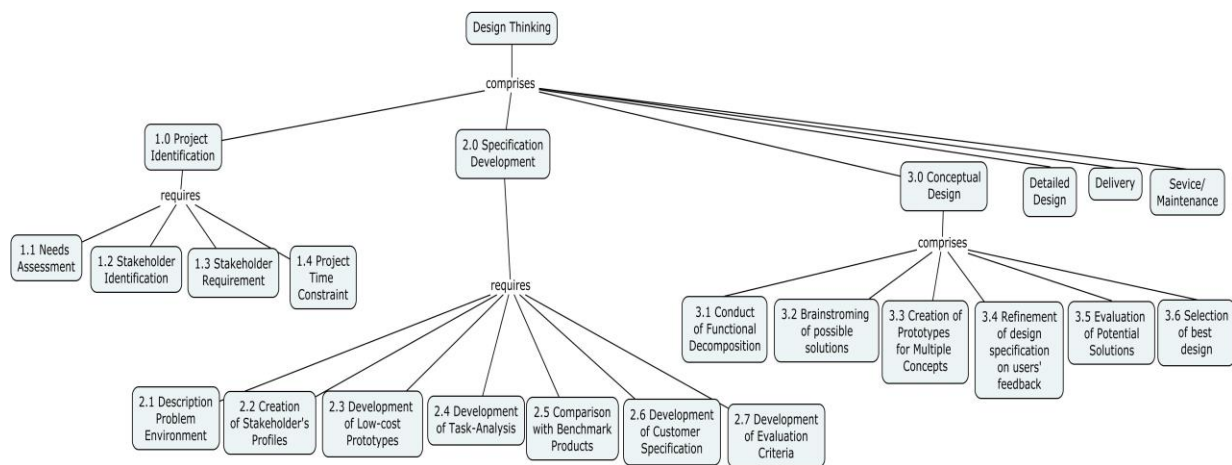 Design Thinking
comprises
1.0 Project
Identification
2.0 Specification
Development
3.0 Conceptual
Design
Detailed
Design
Delivery
Sevice/
Maintenance
requires
1.1 Needs
Assessment
1.2 Stakeholder
Identification
1.3 Stakeholder
Requirement
1.4 Project
Time
Constraint
requires
2.1 Description
Problem
Environment
2.2 Creation
of Stakeholder's
Profiles
2.3 Development
of Low-cost
Prototypes
2.4 Development
of Task-Analysis
2.5 Comparison
with Benchmark
Products
2.6 Development
of Customer
Specification
2.7 Development
of Evaluation
Criteria
comprises
3.1 Conduct
of Functional
Decomposition
3.2 Brainstroming
of possible
solutions
3.3 Creation of
Prototypes
for Multiple
Concepts
3.4 Refinement
of design
specification
on users'
feedback
3.5 Evaluation
of Potential
Solutions
3.6 Selection
of best
design